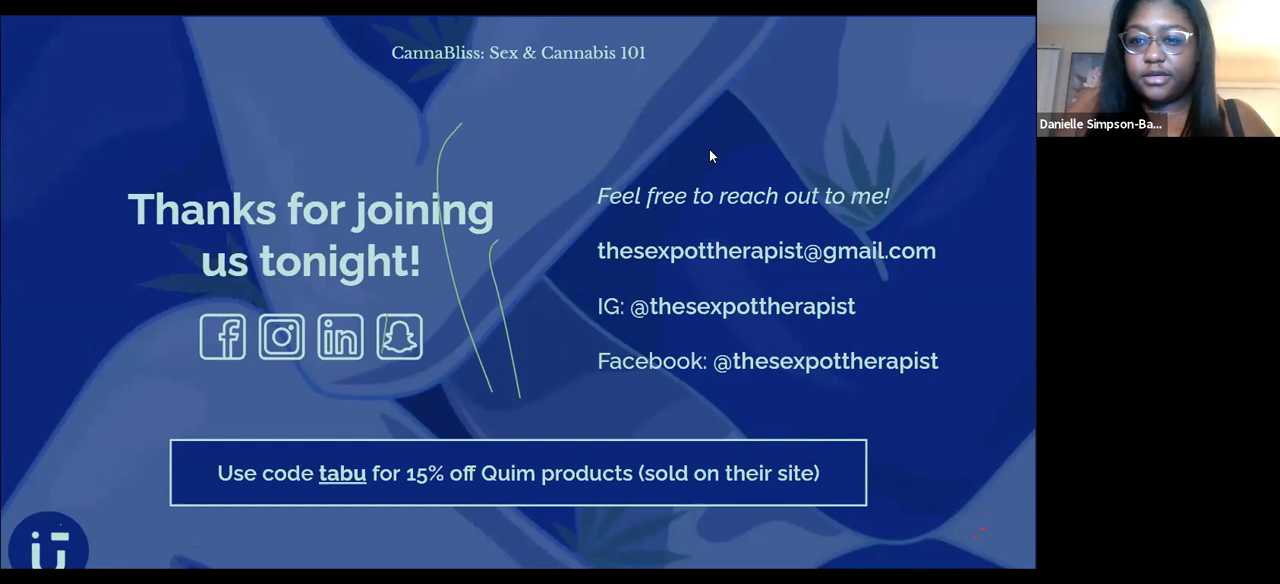 CannaBliss: Sex & Cannabis 101
Thanks for joining
us tonight!
Feel free to reach out to me!
thesexpottherapist@gmail.com
IG: @thesexpottherapist
Facebook: @thesexpottherapist
Use code tabu for 15% off Quim products (sold on their site)
Danielle Simpson-Ba...